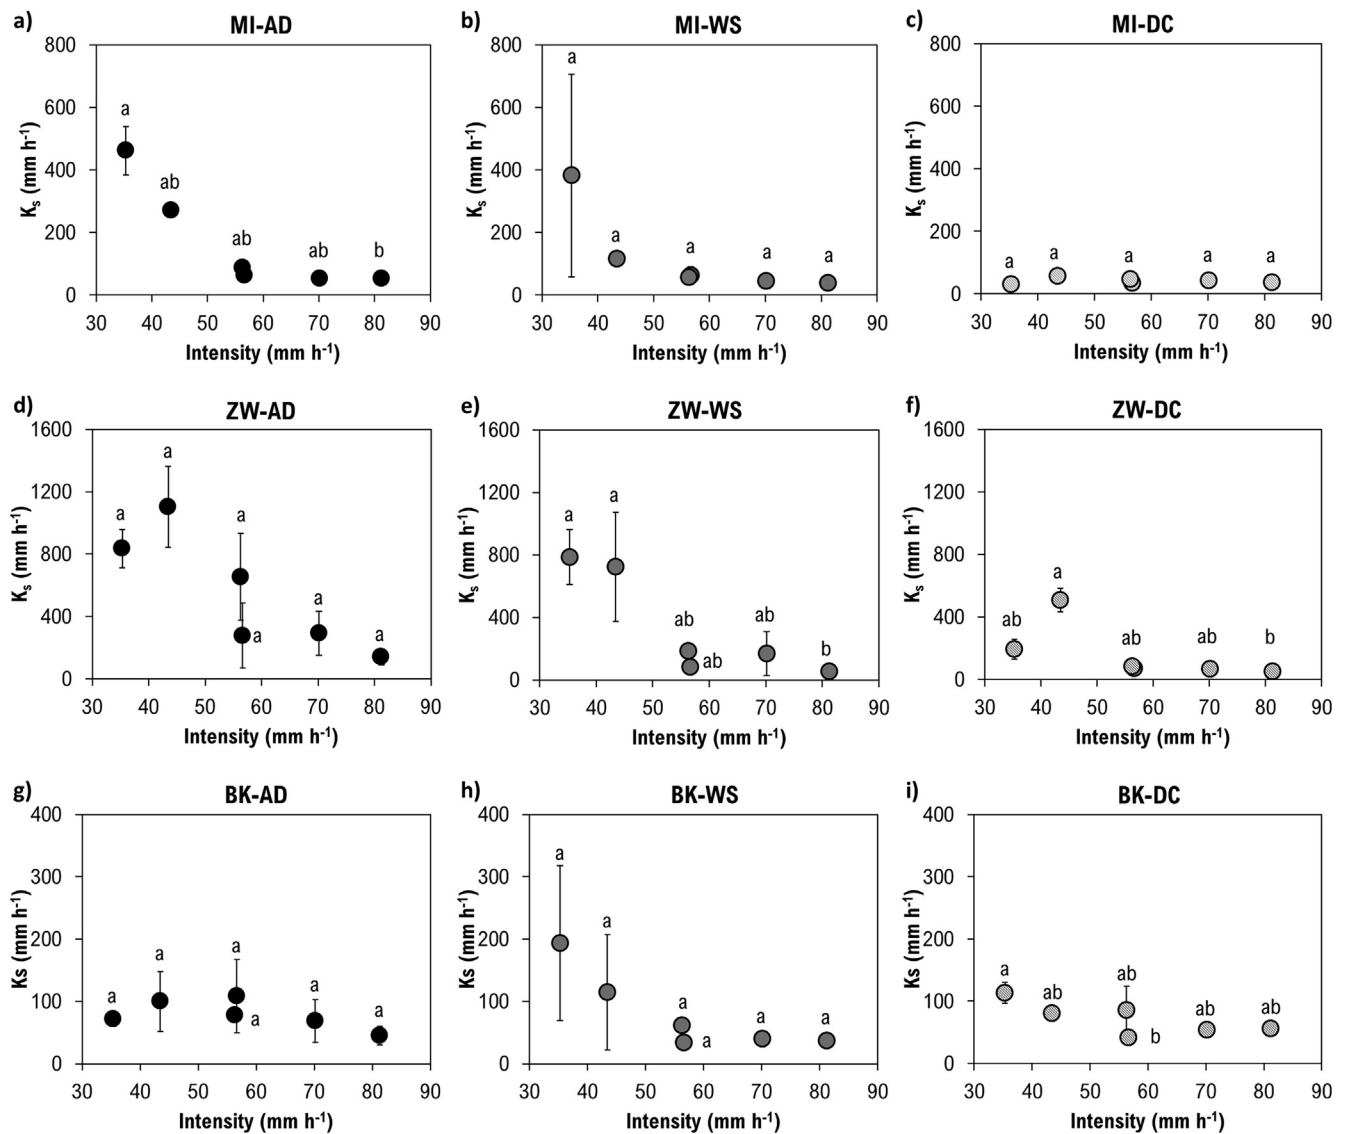 a) MI-AD
800
600
400
200
0
K_s (mm h⁻¹)
a
ab
ab
ab
b
30 40 50 60 70 80 90
Intensity (mm h⁻¹)
b) MI-WS
800
600
400
200
0
K_s (mm h⁻¹)
a
a
a
a
a
30 40 50 60 70 80 90
Intensity (mm h⁻¹)
c) MI-DC
800
600
400
200
0
K_s (mm h⁻¹)
a
a
a
a
a
30 40 50 60 70 80 90
Intensity (mm h⁻¹)
d) ZW-AD
1600
1200
800
400
0
K_s (mm h⁻¹)
a
a
a
a
a
a
30 40 50 60 70 80 90
Intensity (mm h⁻¹)
e) ZW-WS
1600
1200
800
400
0
K_s (mm h⁻¹)
a
a
ab
ab
ab
b
30 40 50 60 70 80 90
Intensity (mm h⁻¹)
f) ZW-DC
1600
1200
800
400
0
K_s (mm h⁻¹)
ab
a
ab
ab
b
30 40 50 60 70 80 90
Intensity (mm h⁻¹)
g) BK-AD
400
300
200
100
0
Ks (mm h⁻¹)
a
a
a
a
a
a
30 40 50 60 70 80 90
Intensity (mm h⁻¹)
h) BK-WS
400
300
200
100
0
Ks (mm h⁻¹)
a
a
a
a
a
a
30 40 50 60 70 80 90
Intensity (mm h⁻¹)
i) BK-DC
400
300
200
100
0
Ks (mm h⁻¹)
a
ab
ab
b
ab
ab
30 40 50 60 70 80 90
Intensity (mm h⁻¹)